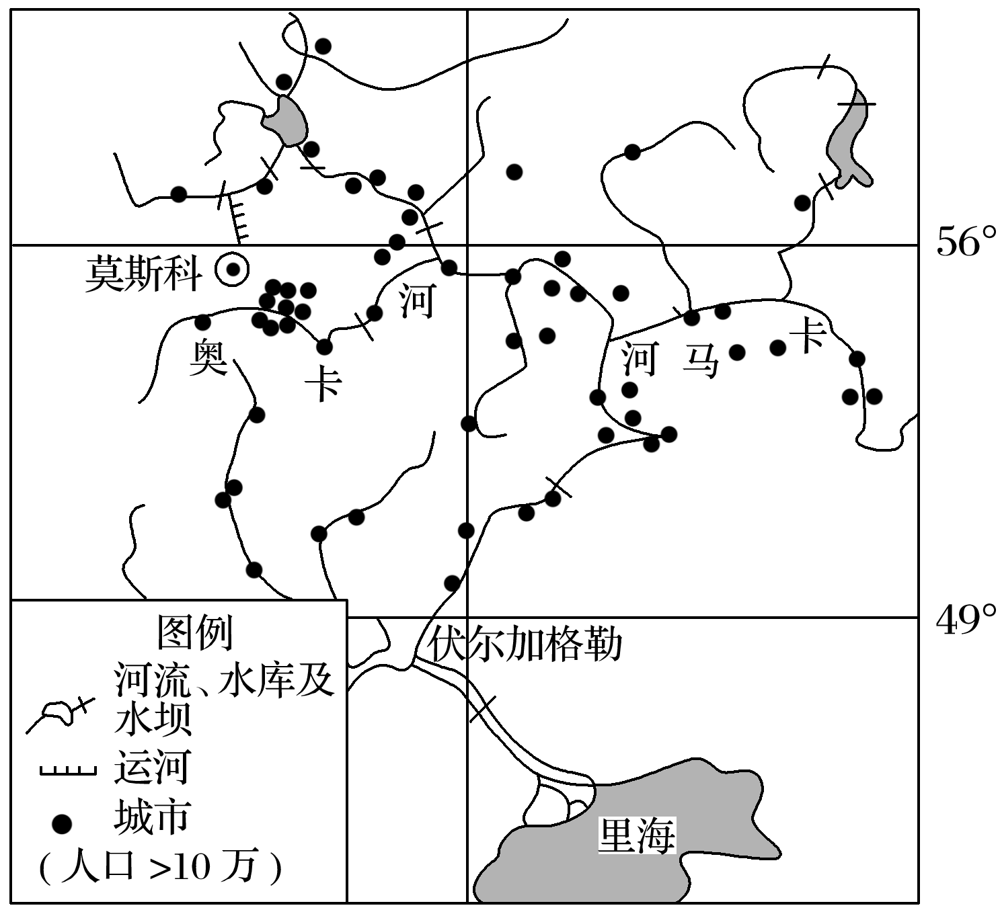 56°
莫斯科
河
奥
卡
河 马 卡
49°
伏尔加格勒
里海
图例
河流、水库及
水坝
运河
城市
(人口>10万)